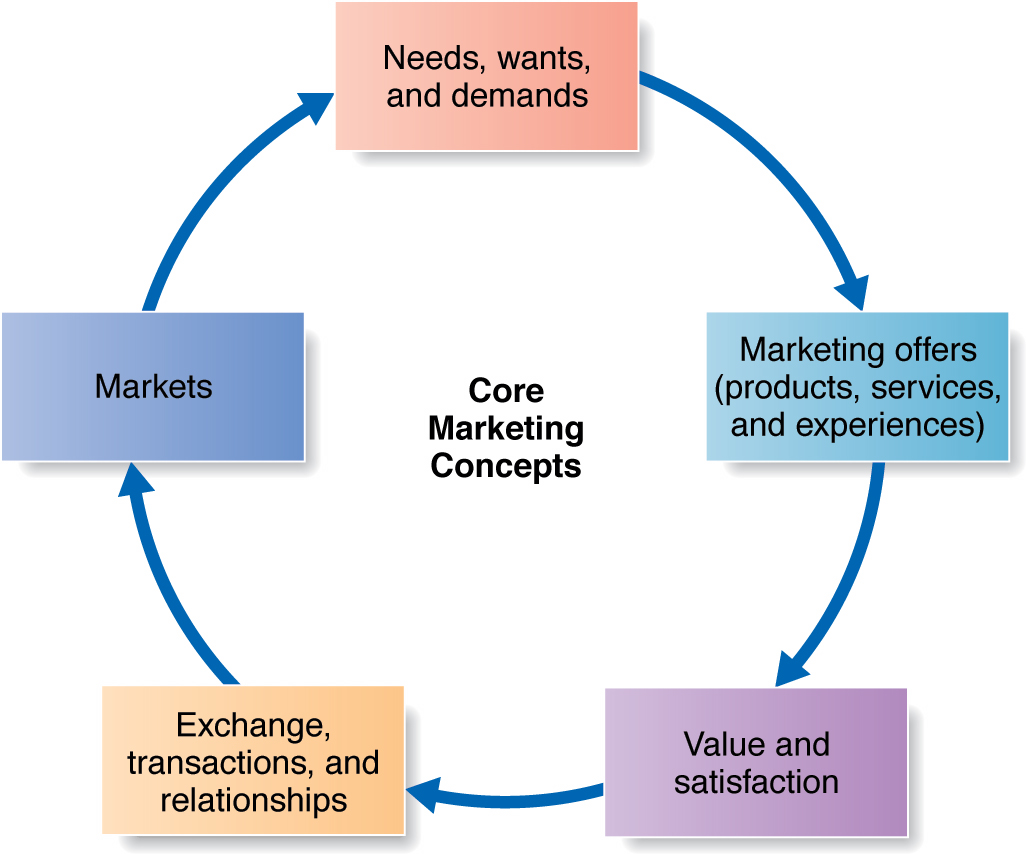 Needs, wants,
and demands
Marketing offers
(products, services,
and experiences)
Value and
satisfaction
Exchange,
transactions, and
relationships
Markets
Core
Marketing
Concepts